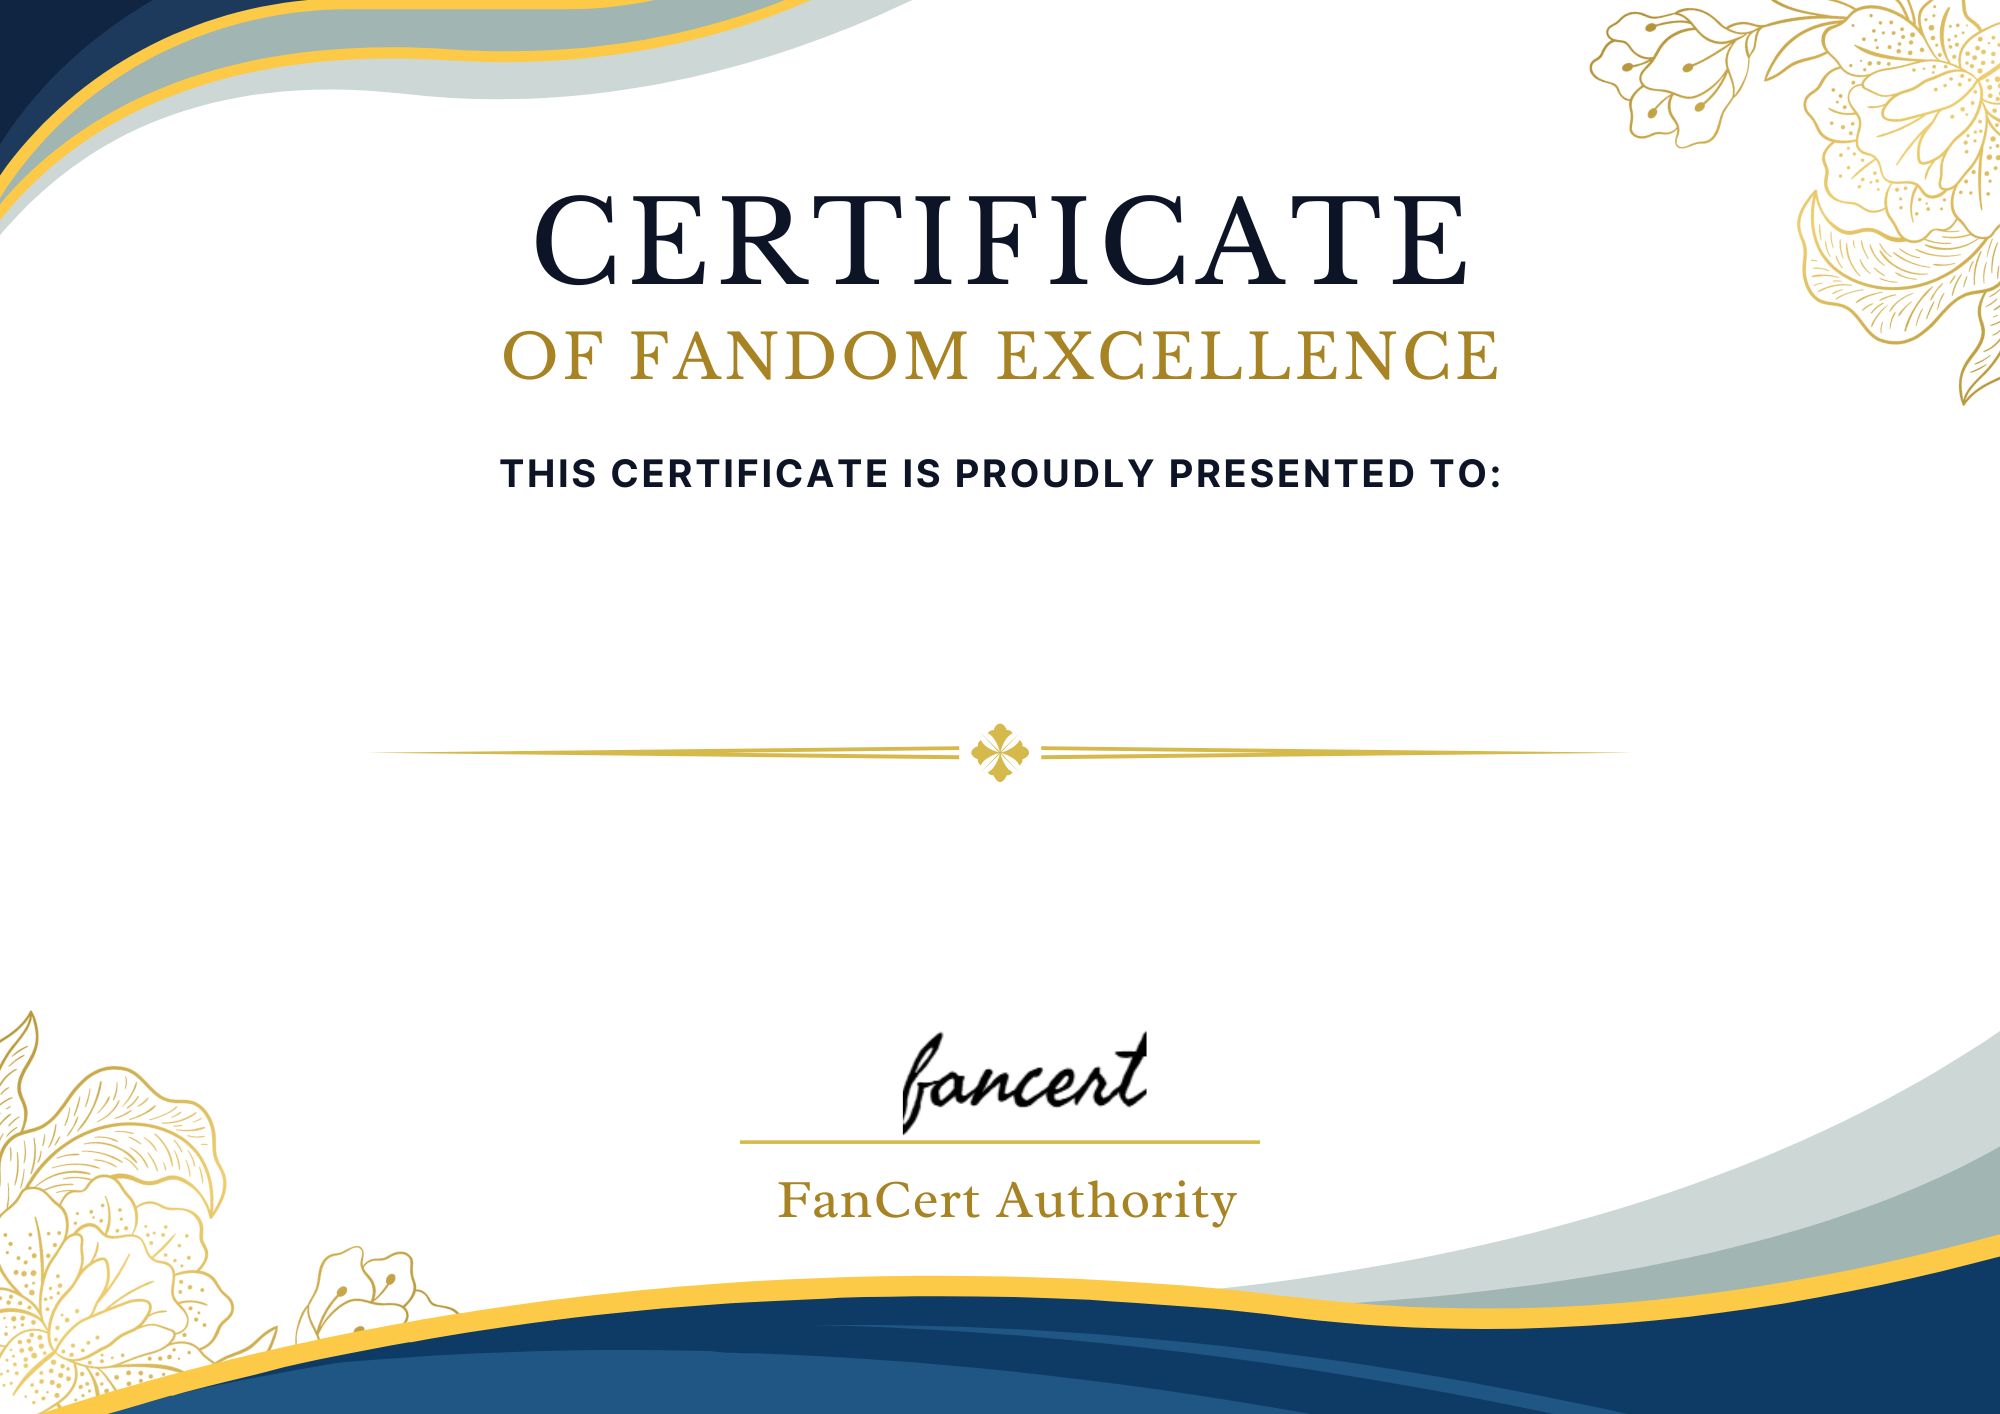 CERTIFICATE
OF FANDOM EXCELLENCE
THIS CERTIFICATE IS PROUDLY PRESENTED TO:
fancert
FanCert Authority